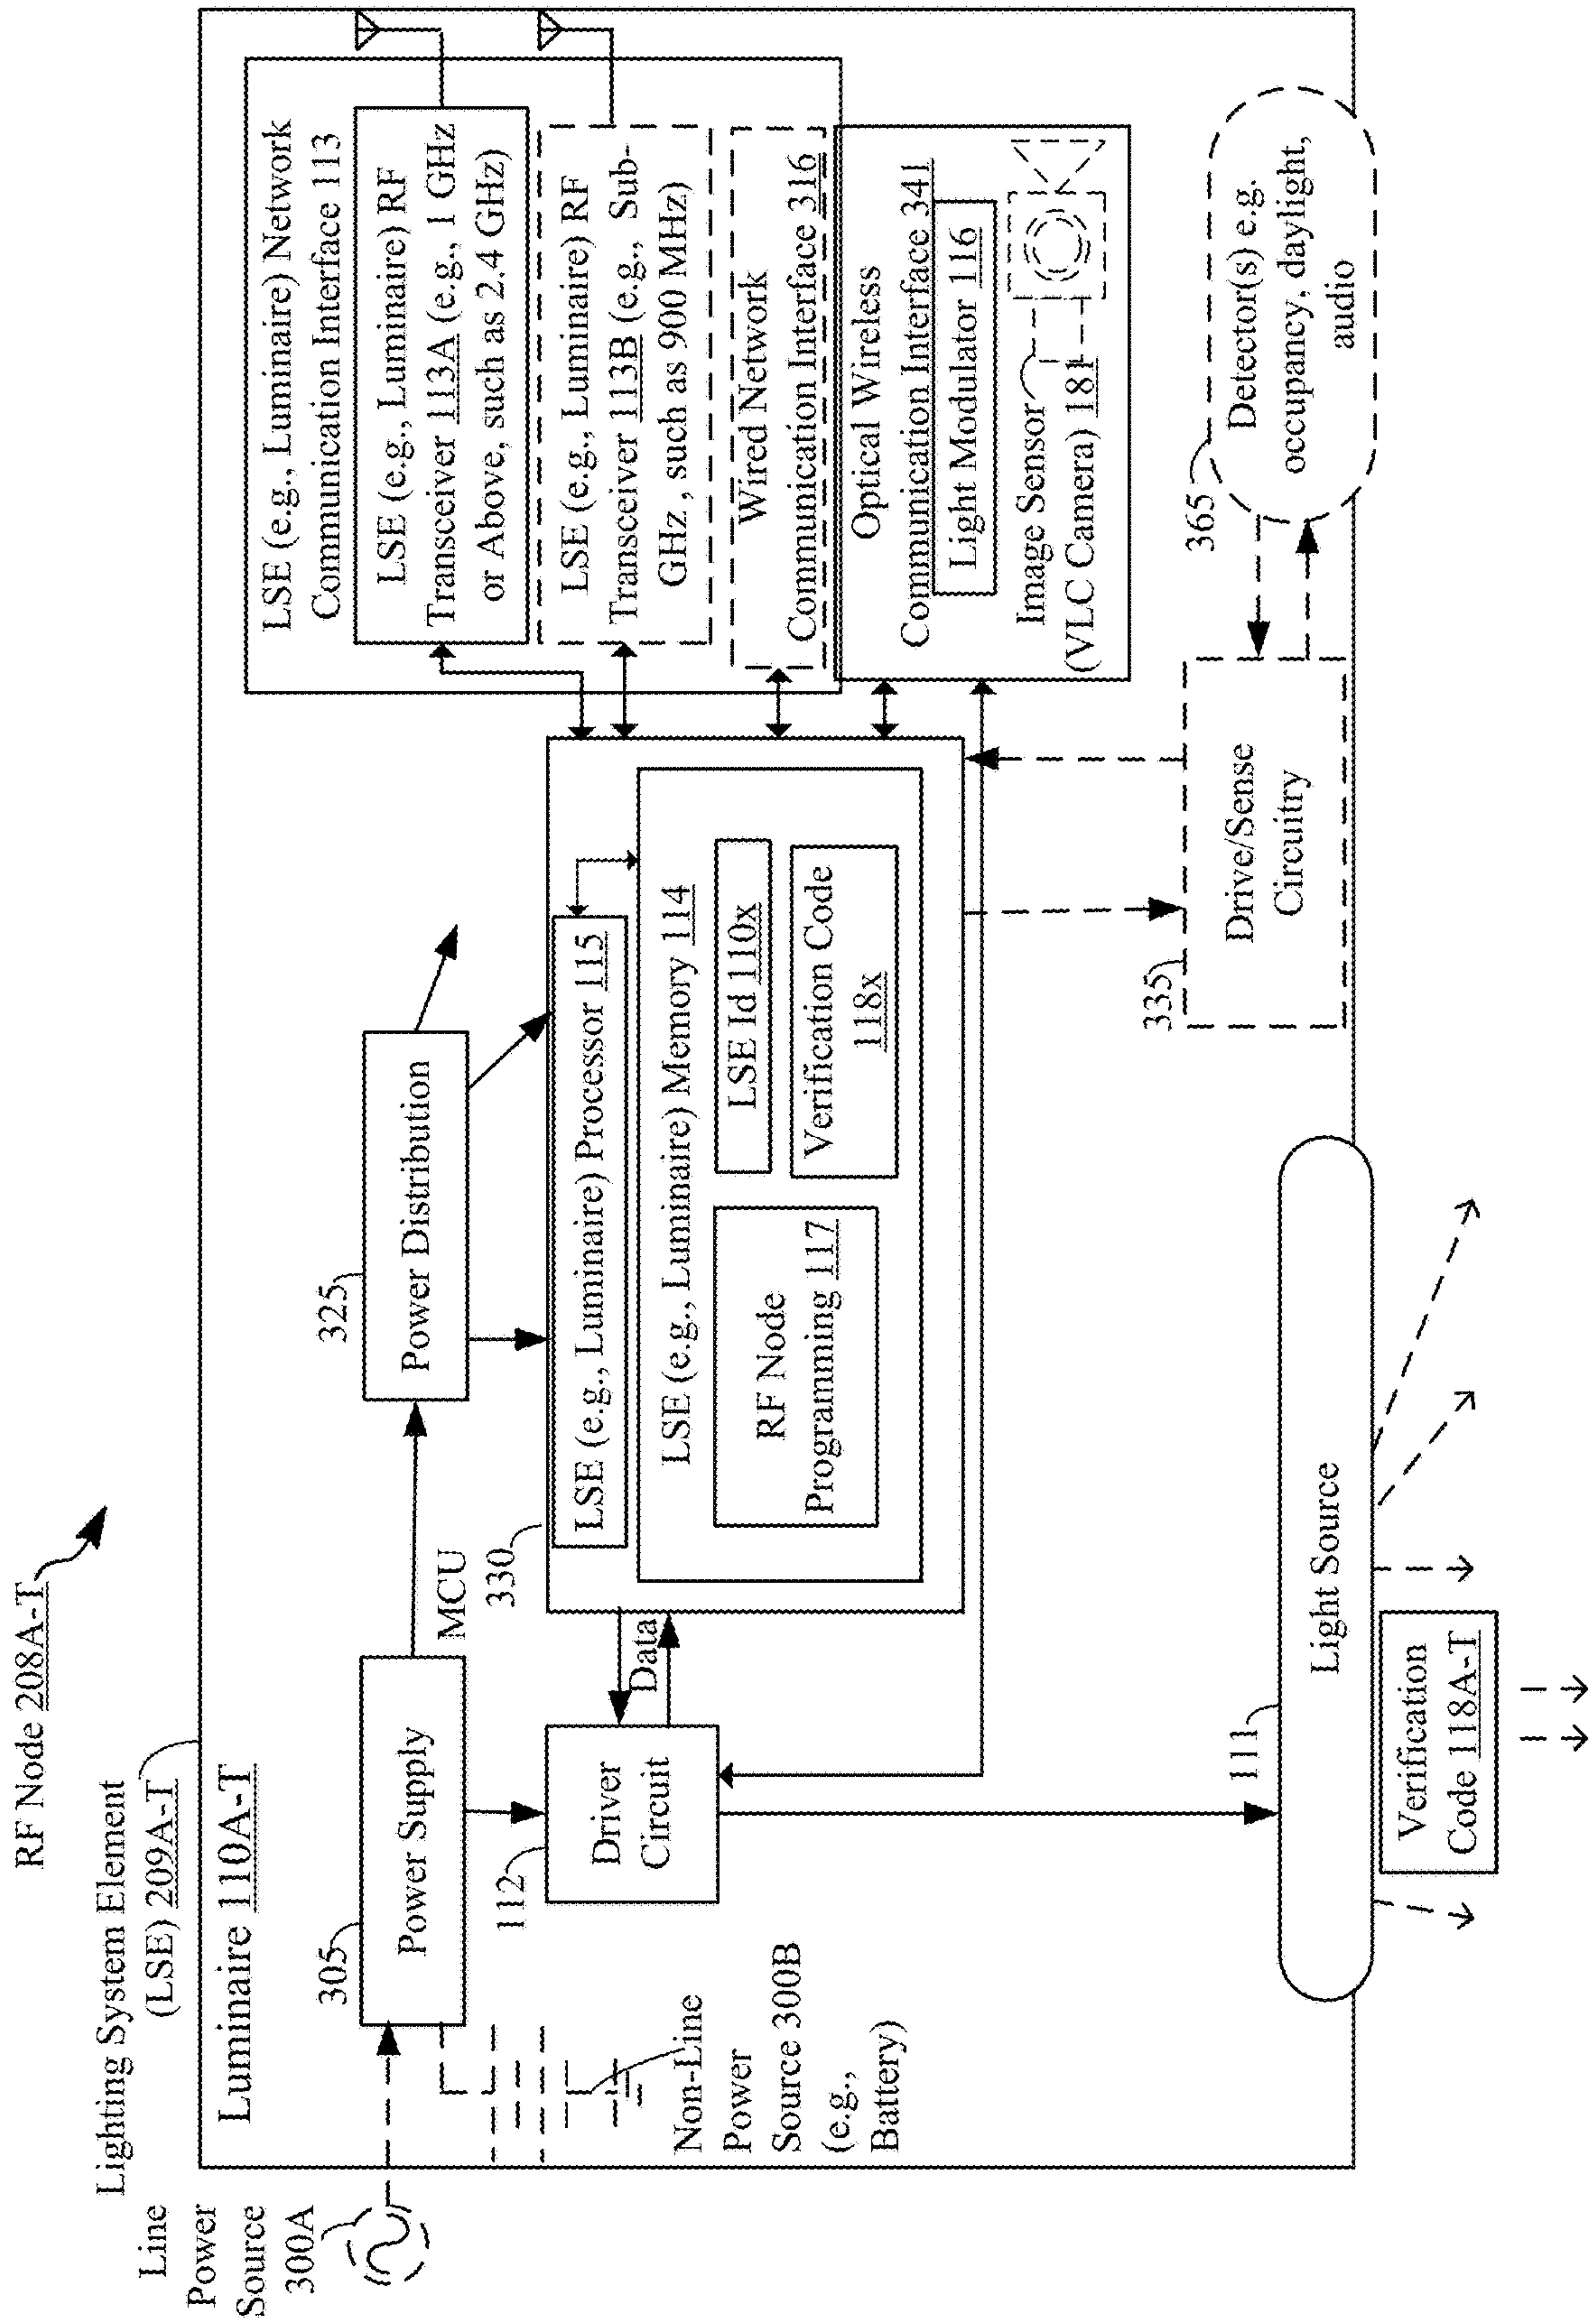 RF Node 208A-T
Lighting System Element
(LSE) 209A-T
Luminaire 110A-T
Line
Power
Source
300A
305
Power Supply
MCU
325
Power Distribution
Non-Line
Power
Source 300B
(e.g.,
Battery)
112
Driver
Circuit
Data
330
LSE (e.g., Luminaire) Processor 115
LSE (e.g., Luminaire) Memory 114
RF Node
Programming 117
LSE Id 110x
Verification Code
118x
LSE (e.g., Luminaire) Network
Communication Interface 113
LSE (e.g., Luminaire) RF
Transceiver 113A (e.g., 1 GHz
or Above, such as 2.4 GHz)
LSE (e.g., Luminaire) RF
Transceiver 113B (e.g., Sub-
GHz , such as 900 MHz)
Wired Network
Communication Interface 316
Optical Wireless
Communication Interface 341
Light Modulator 116
Image Sensor
(VLC Camera) 181
335
Drive/Sense
Circuitry
365
Detector(s) e.g.
occupancy, daylight,
audio
111
Light Source
Verification
Code 118A-T